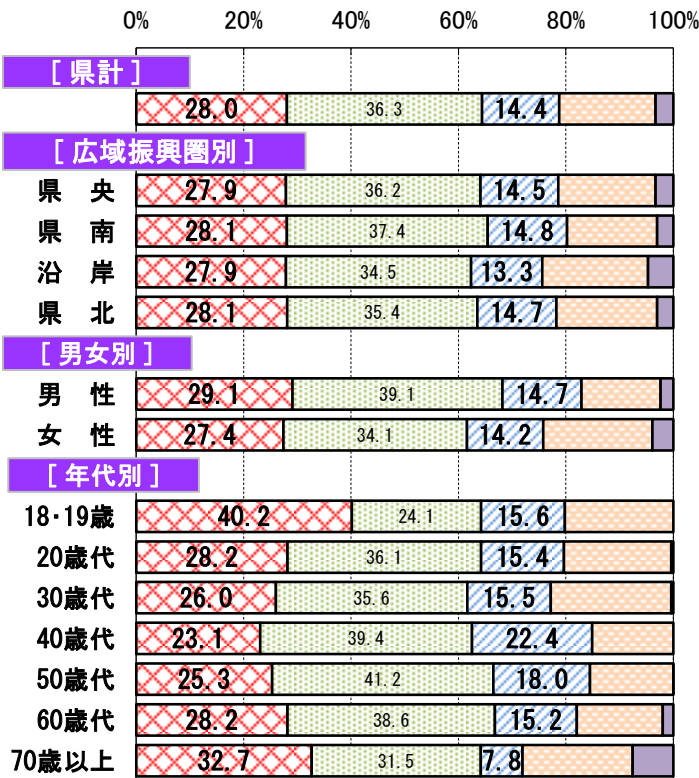 0% 20% 40% 60% 80% 100%
[ 県計 ]
28.0 36.3 14.4
[ 広域振興圏別 ]
県 央 27.9 36.2 14.5
県 南 28.1 37.4 14.8
沿 岸 27.9 34.5 13.3
県 北 28.1 35.4 14.7
[ 男女別 ]
男 性 29.1 39.1 14.7
女 性 27.4 34.1 14.2
[ 年代別 ]
18・19歳 40.2 24.1 15.6
20歳代 28.2 36.1 15.4
30歳代 26.0 35.6 15.5
40歳代 23.1 39.4 22.4
50歳代 25.3 41.2 18.0
60歳代 28.2 38.6 15.2
70歳以上 32.7 31.5 7.8